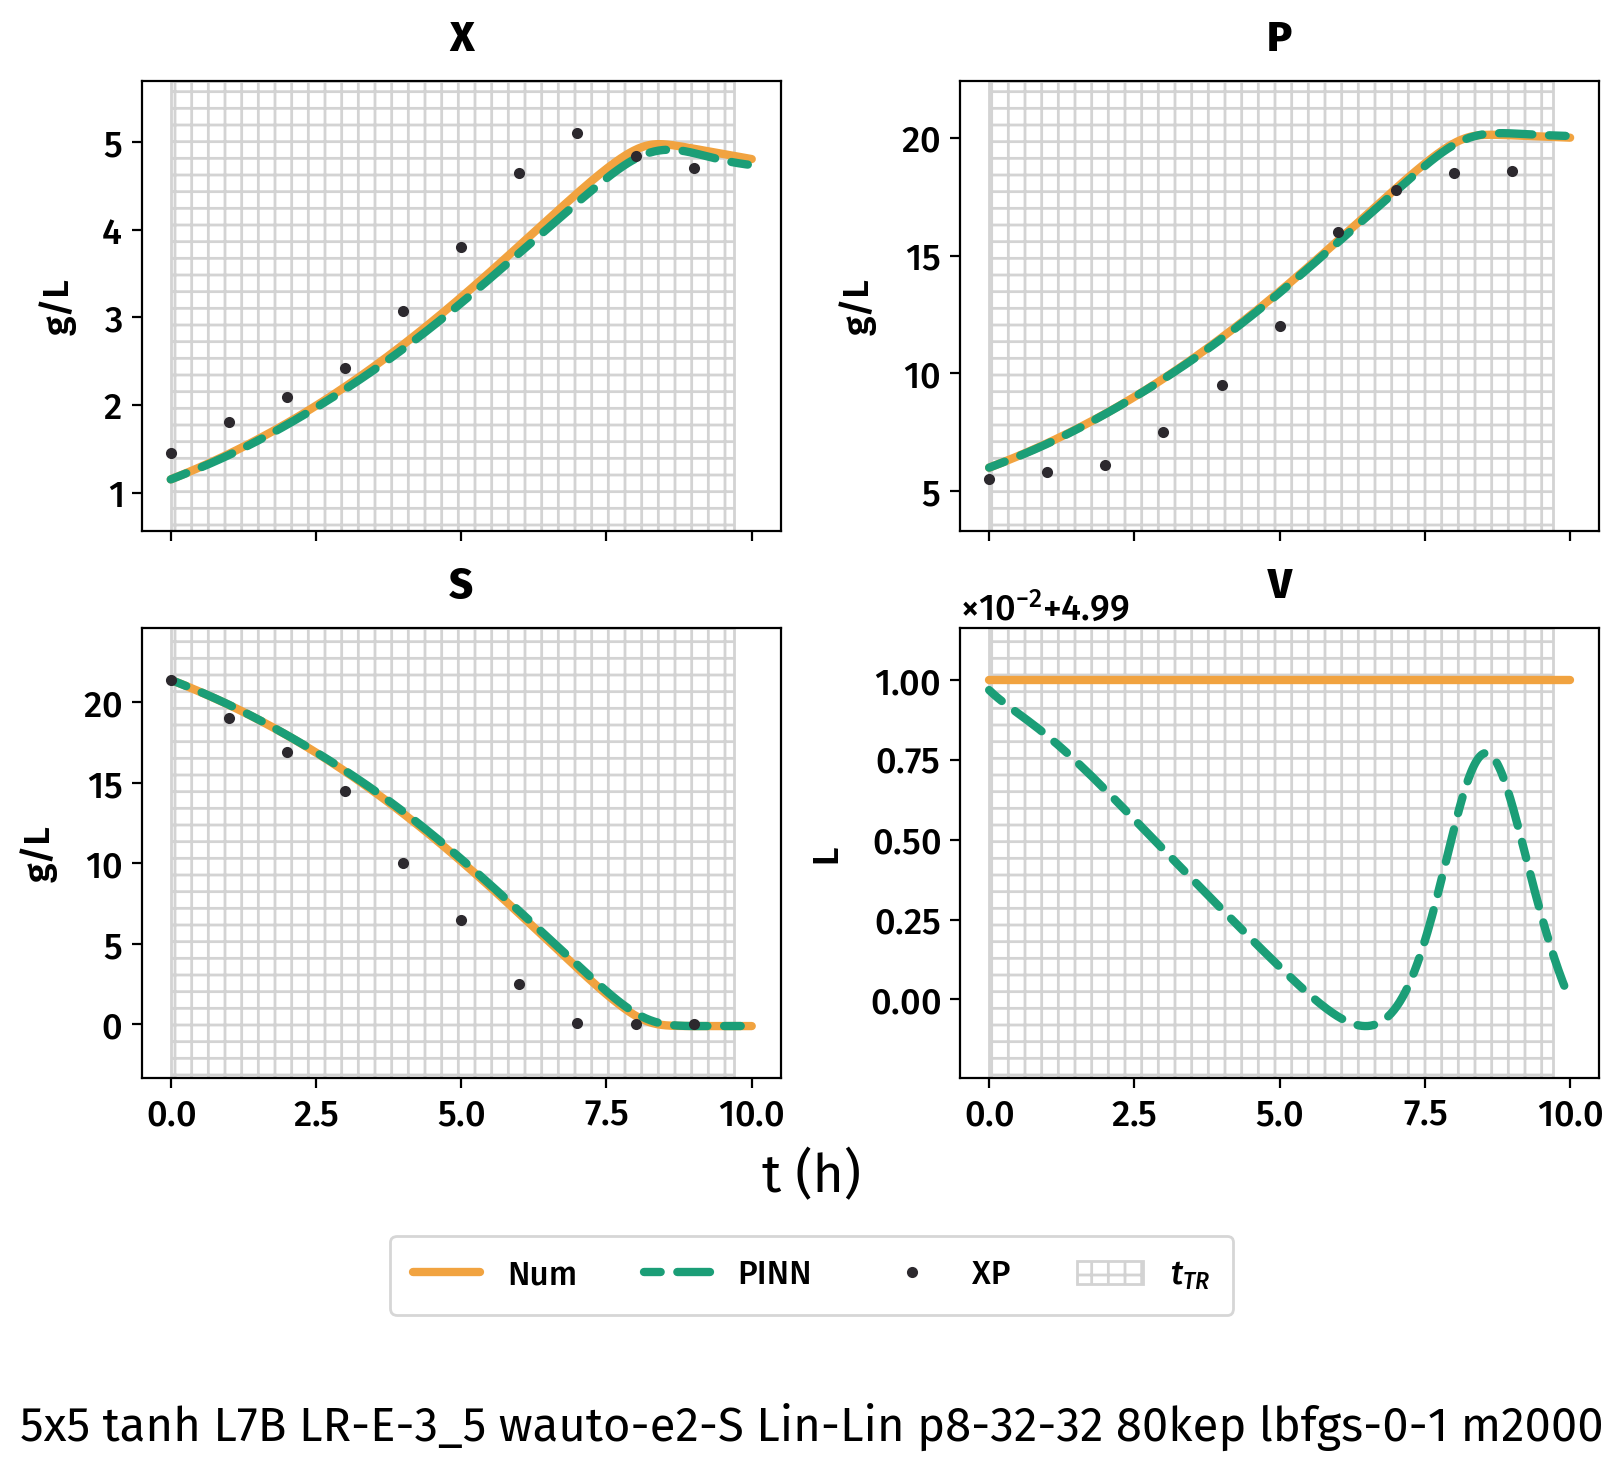 X
P
5
4
3
2
1
g/L
20
15
10
5
g/L
S
V
×10⁻²+4.99
20
15
10
5
0
g/L
1.00
0.75
0.50
0.25
0.00
L
0.0 2.5 5.0 7.5 10.0
0.0 2.5 5.0 7.5 10.0
t (h)
Num PINN XP t_TR
5x5 tanh L7B LR-E-3_5 wauto-e2-S Lin-Lin p8-32-32 80kep lbfgs-0-1 m2000